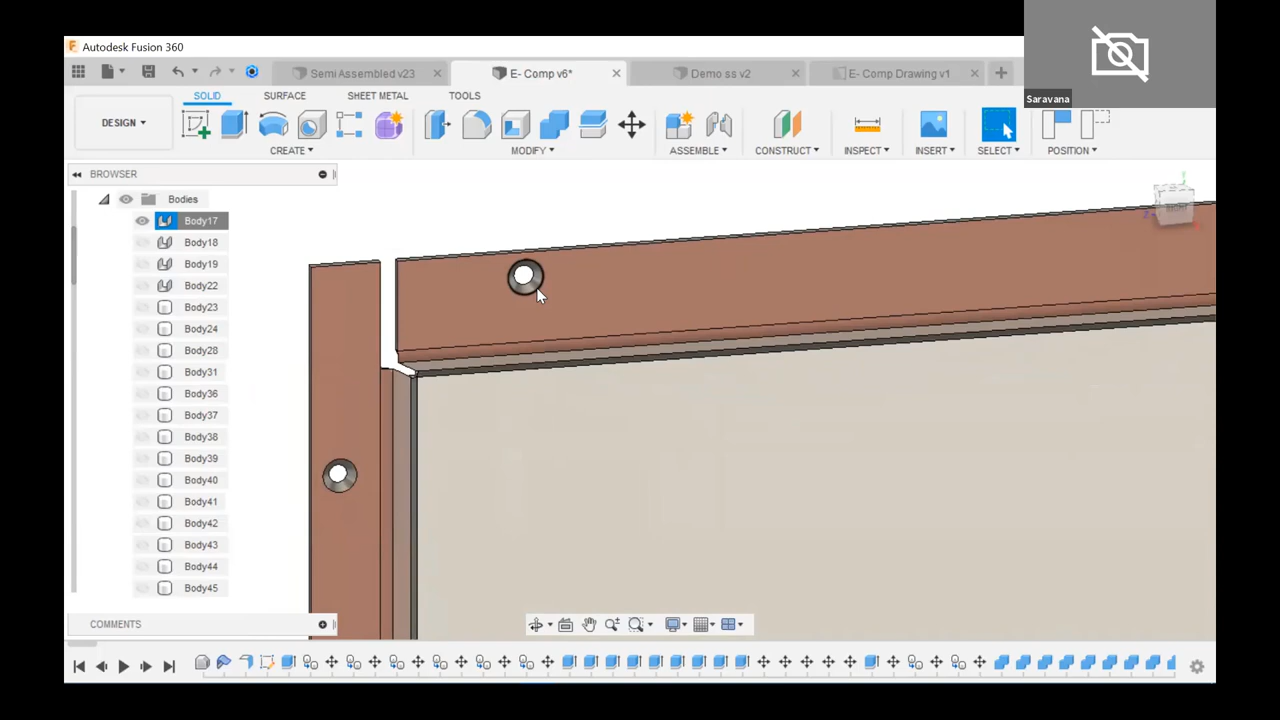 Autodesk Fusion 360
Semi Assembled v23
E- Comp v6*
Demo ss v2
E- Comp Drawing v1
Saravana
SOLID
SURFACE
SHEET METAL
TOOLS
DESIGN
CREATE
MODIFY
ASSEMBLE
CONSTRUCT
INSPECT
INSERT
SELECT
POSITION
BROWSER
Bodies
Body17
Body18
Body19
Body22
Body23
Body24
Body28
Body31
Body36
Body37
Body38
Body39
Body40
Body41
Body42
Body43
Body44
Body45
COMMENTS